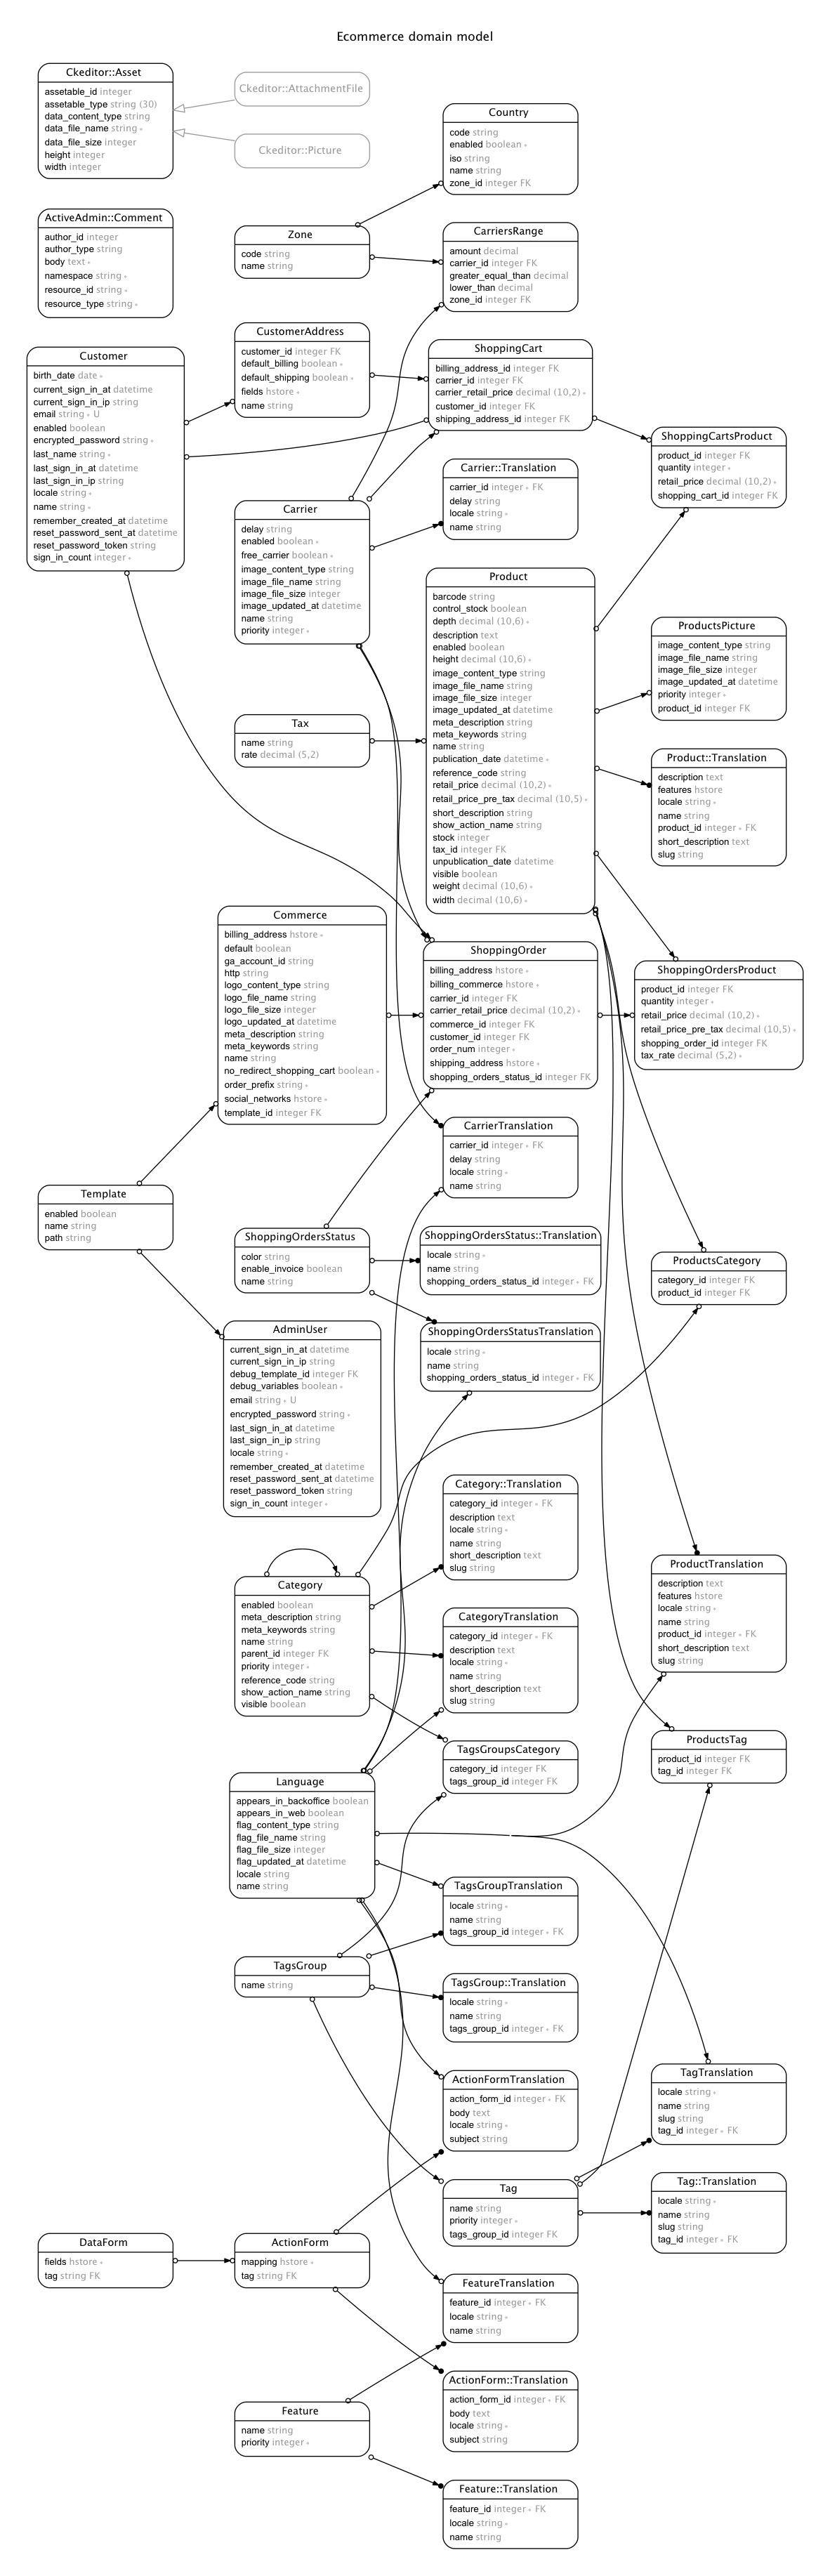 Ecommerce domain model
Ckeditor::Asset
assetable_id integer
assetable_type string (30)
data_content_type string
data_file_name string ∗
data_file_size integer
height integer
width integer
Ckeditor::AttachmentFile
Ckeditor::Picture
Country
code string
enabled boolean ∗
iso string
name string
zone_id integer FK
ActiveAdmin::Comment
author_id integer
author_type string
body text ∗
namespace string ∗
resource_id string ∗
resource_type string ∗
Zone
code string
name string
CarriersRange
amount decimal
carrier_id integer FK
greater_equal_than decimal
lower_than decimal
zone_id integer FK
CustomerAddress
customer_id integer FK
default_billing boolean ∗
default_shipping boolean ∗
fields hstore ∗
name string
ShoppingCart
billing_address_id integer FK
carrier_id integer FK
carrier_retail_price decimal (10,2) ∗
customer_id integer FK
shipping_address_id integer FK
Customer
birth_date date ∗
current_sign_in_at datetime
current_sign_in_ip string
email string ∗ U
enabled boolean
encrypted_password string ∗
last_name string ∗
last_sign_in_at datetime
last_sign_in_ip string
locale string ∗
name string ∗
remember_created_at datetime
reset_password_sent_at datetime
reset_password_token string
sign_in_count integer ∗
ShoppingCartsProduct
product_id integer FK
quantity integer ∗
retail_price decimal (10,2) ∗
shopping_cart_id integer FK
Carrier::Translation
carrier_id integer ∗ FK
delay string
locale string ∗
name string
Carrier
delay string
enabled boolean ∗
free_carrier boolean ∗
image_content_type string
image_file_name string
image_file_size integer
image_updated_at datetime
name string
priority integer ∗
Product
barcode string
control_stock boolean
depth decimal (10,6) ∗
description text
enabled boolean
height decimal (10,6) ∗
image_content_type string
image_file_name string
image_file_size integer
image_updated_at datetime
meta_description string
meta_keywords string
name string
publication_date datetime ∗
reference_code string
retail_price decimal (10,2) ∗
retail_price_pre_tax decimal (10,5) ∗
short_description string
show_action_name string
stock integer
tax_id integer FK
unpublication_date datetime
visible boolean
weight decimal (10,6) ∗
width decimal (10,6) ∗
ProductsPicture
image_content_type string
image_file_name string
image_file_size integer
image_updated_at datetime
priority integer ∗
product_id integer FK
Tax
name string
rate decimal (5,2)
Product::Translation
description text
features hstore
locale string ∗
name string
product_id integer ∗ FK
short_description text
slug string
Commerce
billing_address hstore ∗
default boolean
ga_account_id string
http string
logo_content_type string
logo_file_name string
logo_file_size integer
logo_updated_at datetime
meta_description string
meta_keywords string
name string
no_redirect_shopping_cart boolean ∗
order_prefix string ∗
social_networks hstore ∗
template_id integer FK
ShoppingOrder
billing_address hstore ∗
billing_commerce hstore ∗
carrier_id integer FK
carrier_retail_price decimal (10,2) ∗
commerce_id integer FK
customer_id integer FK
order_num integer ∗
shipping_address hstore ∗
shopping_orders_status_id integer FK
ShoppingOrdersProduct
product_id integer FK
quantity integer ∗
retail_price decimal (10,2) ∗
retail_price_pre_tax decimal (10,5) ∗
shopping_order_id integer FK
tax_rate decimal (5,2) ∗
CarrierTranslation
carrier_id integer ∗ FK
delay string
locale string ∗
name string
Template
enabled boolean
name string
path string
ShoppingOrdersStatus
color string
enable_invoice boolean
name string
ShoppingOrdersStatus::Translation
locale string ∗
name string
shopping_orders_status_id integer ∗ FK
ProductsCategory
category_id integer FK
product_id integer FK
AdminUser
current_sign_in_at datetime
current_sign_in_ip string
debug_template_id integer FK
debug_variables boolean ∗
email string ∗ U
encrypted_password string ∗
last_sign_in_at datetime
last_sign_in_ip string
locale string ∗
remember_created_at datetime
reset_password_sent_at datetime
reset_password_token string
sign_in_count integer ∗
ShoppingOrdersStatusTranslation
locale string ∗
name string
shopping_orders_status_id integer ∗ FK
Category::Translation
category_id integer ∗ FK
description text
locale string ∗
name string
short_description text
slug string
Category
enabled boolean
meta_description string
meta_keywords string
name string
parent_id integer FK
priority integer ∗
reference_code string
show_action_name string
visible boolean
CategoryTranslation
category_id integer ∗ FK
description text
locale string ∗
name string
short_description text
slug string
ProductTranslation
description text
features hstore
locale string ∗
name string
product_id integer ∗ FK
short_description text
slug string
TagsGroupsCategory
category_id integer FK
tags_group_id integer FK
ProductsTag
product_id integer FK
tag_id integer FK
Language
appears_in_backoffice boolean
appears_in_web boolean
flag_content_type string
flag_file_name string
flag_file_size integer
flag_updated_at datetime
locale string
name string
TagsGroupTranslation
locale string ∗
name string
tags_group_id integer ∗ FK
TagsGroup
name string
TagsGroup::Translation
locale string ∗
name string
tags_group_id integer ∗ FK
ActionFormTranslation
action_form_id integer ∗ FK
body text
locale string ∗
subject string
TagTranslation
locale string ∗
name string
slug string
tag_id integer ∗ FK
Tag
name string
priority integer ∗
tags_group_id integer FK
Tag::Translation
locale string ∗
name string
slug string
tag_id integer ∗ FK
DataForm
fields hstore ∗
tag string FK
ActionForm
mapping hstore ∗
tag string FK
FeatureTranslation
feature_id integer ∗ FK
locale string ∗
name string
ActionForm::Translation
action_form_id integer ∗ FK
body text
locale string ∗
subject string
Feature
name string
priority integer ∗
Feature::Translation
feature_id integer ∗ FK
locale string ∗
name string